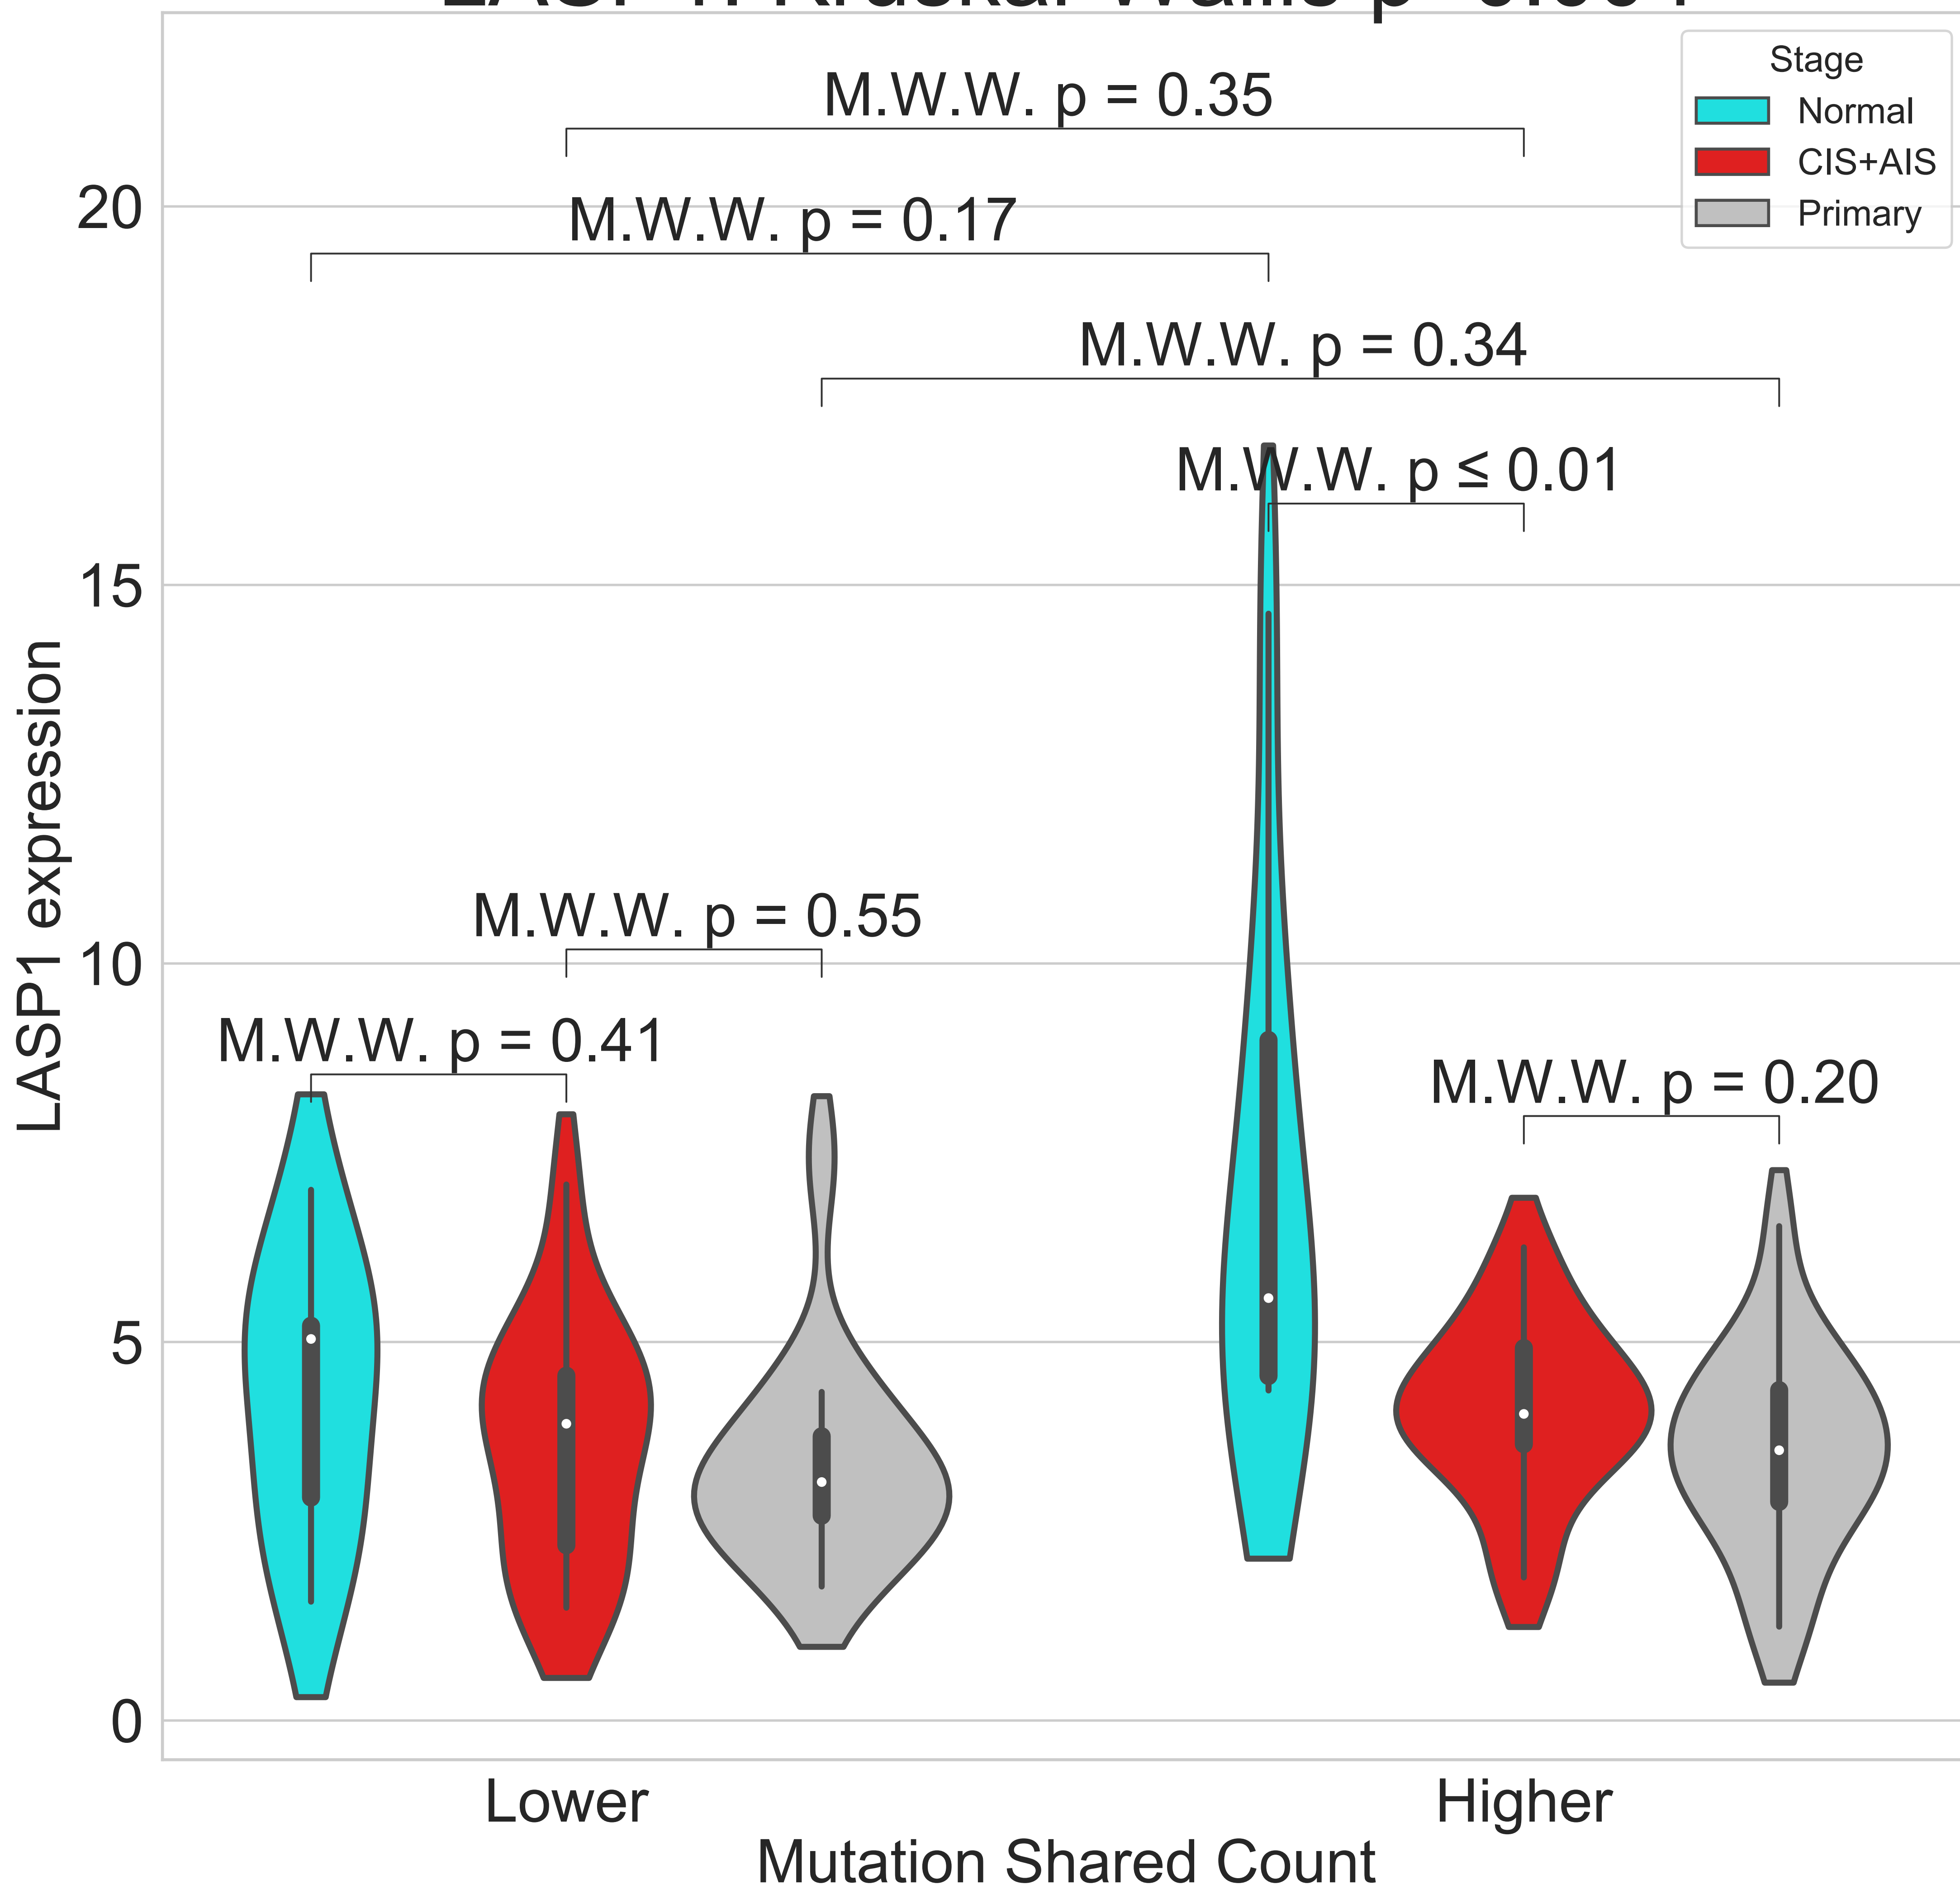 Stage
Normal
CIS+AIS
Primary
M.W.W. p = 0.35
M.W.W. p = 0.17
M.W.W. p = 0.34
M.W.W. p ≤ 0.01
M.W.W. p = 0.55
M.W.W. p = 0.41
M.W.W. p = 0.20
20
15
10
5
0
LASP1 expression
Lower
Higher
Mutation Shared Count